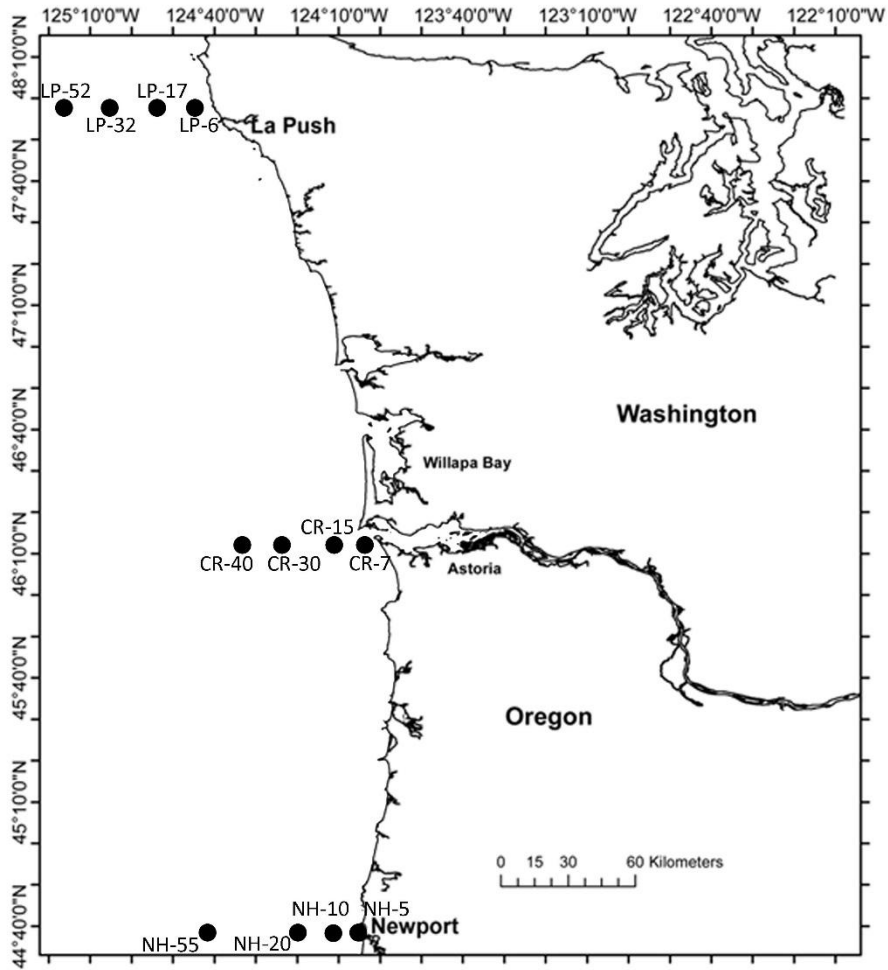 125°10'0"W 124°40'0"W 124°10'0"W 123°40'0"W 123°10'0"W 122°40'0"W 122°10'0"W
48°10'0"N
LP-52 LP-17
LP-32 LP-6
La Push
47°40'0"N
47°10'0"N
Washington
46°40'0"N
Willapa Bay
CR-15
46°10'0"N
CR-40 CR-30 CR-7
Astoria
45°40'0"N
Oregon
45°10'0"N
0 15 30 60 Kilometers
NH-10 NH-5
44°40'0"N
Newport
NH-55 NH-20